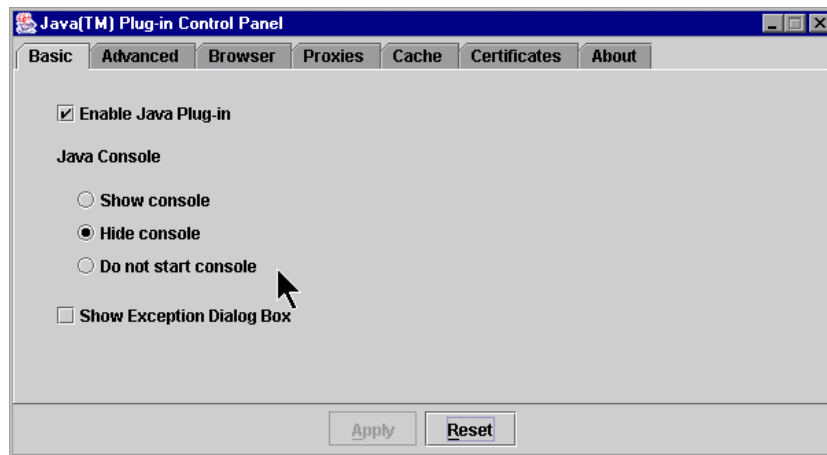 Java(TM) Plug-in Control Panel
Basic Advanced Browser Proxies Cache Certificates About
Enable Java Plug-in
Java Console
Show console
Hide console
Do not start console
Show Exception Dialog Box
Apply Reset